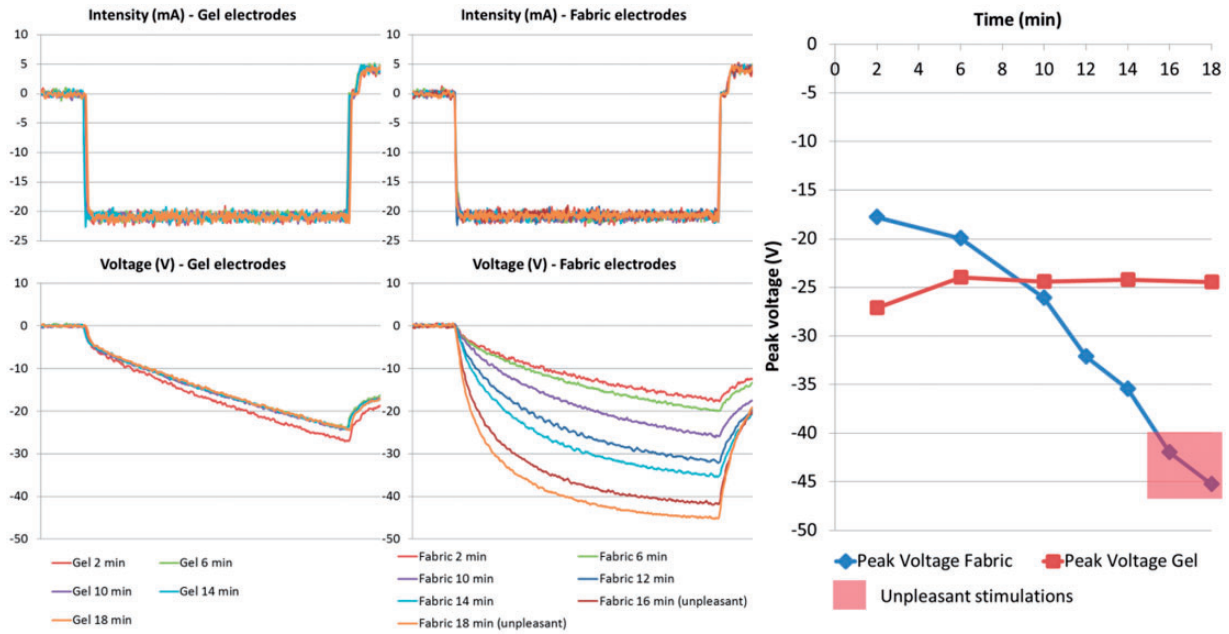 Intensity (mA) - Gel electrodes
10
5
0
-5
-10
-15
-20
-25
Intensity (mA) - Fabric electrodes
10
5
0
-5
-10
-15
-20
-25
Voltage (V) - Gel electrodes
10
0
-10
-20
-30
-40
-50
Gel 2 min
Gel 6 min
Gel 10 min
Gel 14 min
Gel 18 min
Voltage (V) - Fabric electrodes
10
0
-10
-20
-30
-40
-50
Fabric 2 min
Fabric 6 min
Fabric 10 min
Fabric 12 min
Fabric 14 min
Fabric 16 min (unpleasant)
Fabric 18 min (unpleasant)
Time (min)
0 2 4 6 8 10 12 14 16 18
-0
-5
-10
-15
-20
-25
-30
-35
-40
-45
-50
Peak voltage (V)
Peak Voltage Fabric
Peak Voltage Gel
Unpleasant stimulations